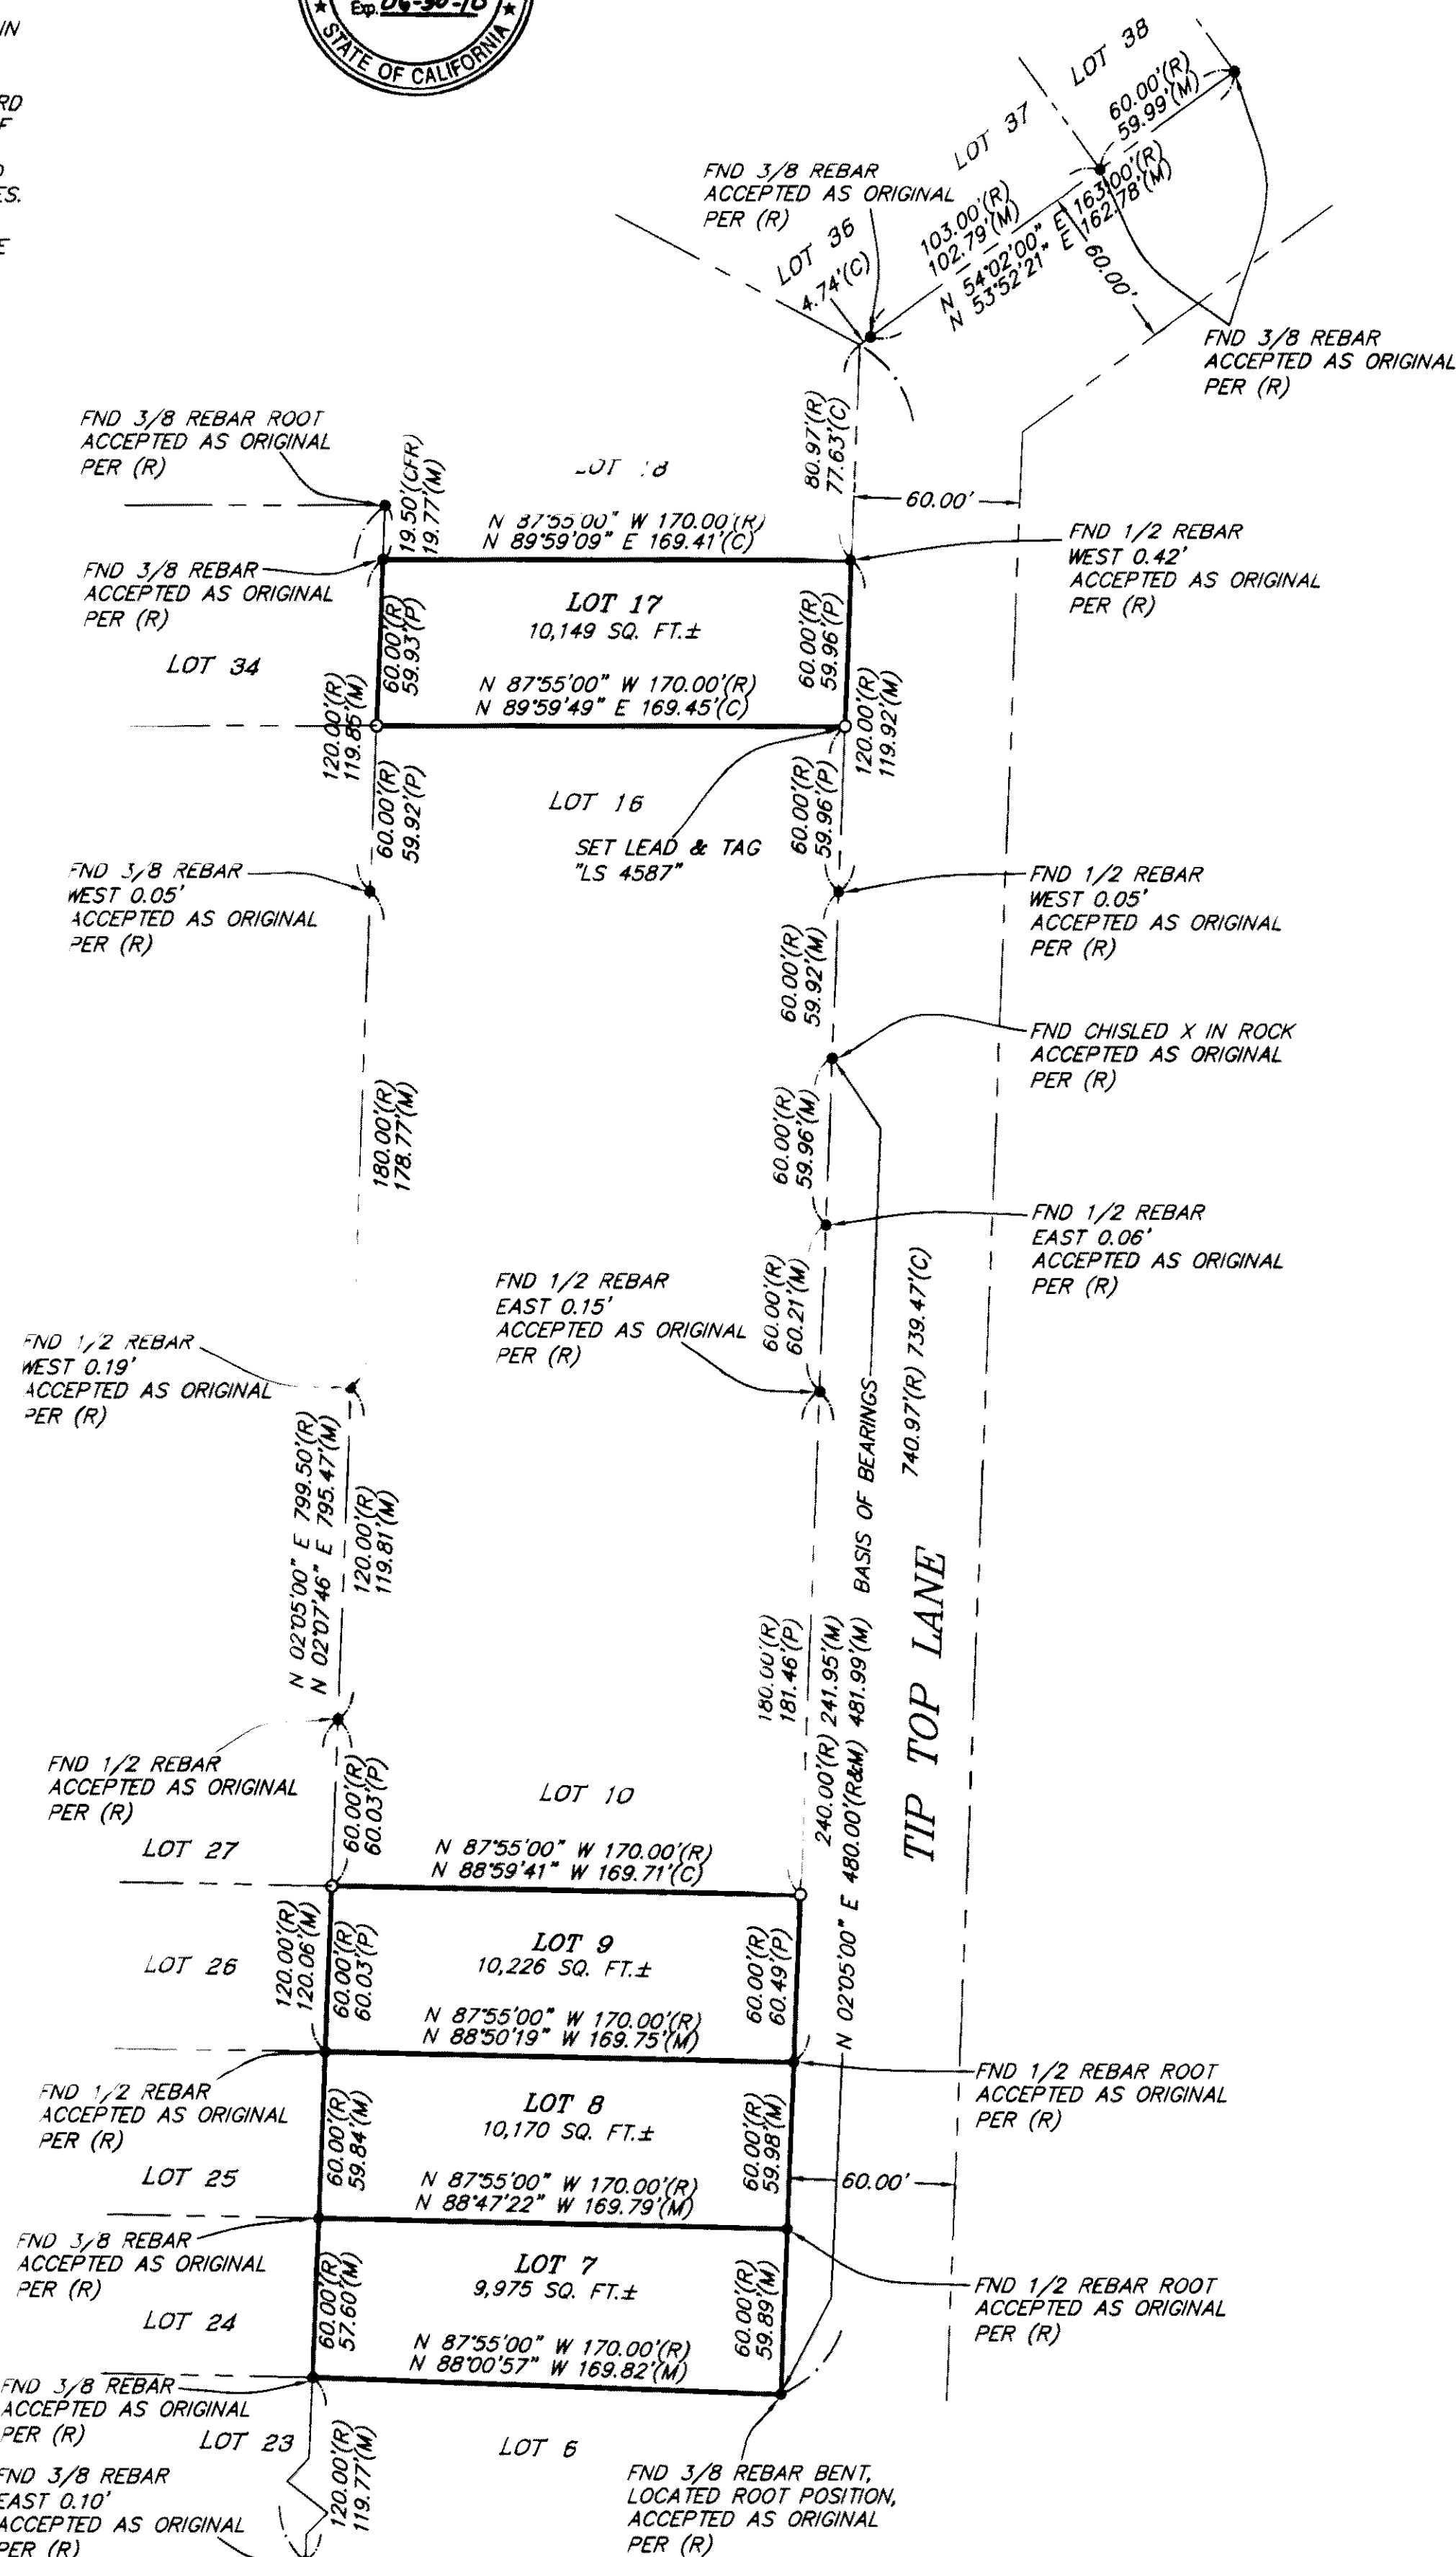 IN
RD
F
D
ES.
E
Exp. 06-30-10
★ STATE OF CALIFORNIA ★
LOT 38
60.00'(R)
59.99'(M)
LOT 37
FND 3/8 REBAR
ACCEPTED AS ORIGINAL
PER (R)
103.00'(R)
102.79'(M)
N 54°02'00" E 163.00'(R)
N 53°52'21" E 162.78'(M)
LOT 36
4.74'(C)
60.00'
FND 3/8 REBAR
ACCEPTED AS ORIGINAL
PER (R)
FND 3/8 REBAR ROOT
ACCEPTED AS ORIGINAL
PER (R)
19.50'(CFR)
19.77'(M)
LOT 18
80.97'(R)
77.63'(C)
60.00'
N 87°55'00" W 170.00'(R)
N 89°59'09" E 169.41'(C)
FND 1/2 REBAR
WEST 0.42'
ACCEPTED AS ORIGINAL
PER (R)
FND 3/8 REBAR
ACCEPTED AS ORIGINAL
PER (R)
LOT 17
10,149 SQ. FT.±
60.00'(R)
59.93'(P)
60.00'(R)
59.96'(P)
LOT 34
N 87°55'00" W 170.00'(R)
N 89°59'49" E 169.45'(C)
120.00'(R)
119.85'(M)
120.00'(R)
119.92'(M)
60.00'(R)
59.92'(P)
LOT 16
60.00'(R)
59.96'(P)
SET LEAD & TAG
"LS 4587"
FND 3/8 REBAR
WEST 0.05'
ACCEPTED AS ORIGINAL
PER (R)
FND 1/2 REBAR
WEST 0.05'
ACCEPTED AS ORIGINAL
PER (R)
60.00'(R)
59.92'(M)
FND CHISLED X IN ROCK
ACCEPTED AS ORIGINAL
PER (R)
180.00'(R)
178.77'(M)
60.00'(R)
59.96'(M)
FND 1/2 REBAR
EAST 0.06'
ACCEPTED AS ORIGINAL
PER (R)
FND 1/2 REBAR
EAST 0.15'
ACCEPTED AS ORIGINAL
PER (R)
60.00'(R)
60.21'(M)
740.97'(R) 739.47'(C)
FND 1/2 REBAR
WEST 0.19'
ACCEPTED AS ORIGINAL
PER (R)
N 02°05'00" E 799.50'(R)
N 02°07'46" E 795.47'(M)
120.00'(R)
119.81'(M)
180.00'(R)
181.46'(P)
240.00'(R) 241.95'(M)
N 02°05'00" E 480.00'(R&M) 481.99'(M) BASIS OF BEARINGS
TIP TOP LANE
FND 1/2 REBAR
ACCEPTED AS ORIGINAL
PER (R)
60.00'(R)
60.03'(P)
LOT 10
LOT 27
N 87°55'00" W 170.00'(R)
N 88°59'41" W 169.71'(C)
LOT 26
120.00'(R)
120.06'(M)
60.00'(R)
60.03'(P)
LOT 9
10,226 SQ. FT.±
60.00'(R)
60.49'(P)
N 87°55'00" W 170.00'(R)
N 88°50'19" W 169.75'(M)
FND 1/2 REBAR
ACCEPTED AS ORIGINAL
PER (R)
FND 1/2 REBAR ROOT
ACCEPTED AS ORIGINAL
PER (R)
60.00'(R)
59.84'(M)
LOT 8
10,170 SQ. FT.±
60.00'(R)
59.98'(M)
LOT 25
N 87°55'00" W 170.00'(R)
N 88°47'22" W 169.79'(M)
60.00'
FND 3/8 REBAR
ACCEPTED AS ORIGINAL
PER (R)
LOT 7
9,975 SQ. FT.±
60.00'(R)
57.60'(M)
60.00'(R)
59.89'(M)
FND 1/2 REBAR ROOT
ACCEPTED AS ORIGINAL
PER (R)
LOT 24
N 87°55'00" W 170.00'(R)
N 88°00'57" W 169.82'(M)
FND 3/8 REBAR
ACCEPTED AS ORIGINAL
PER (R)
LOT 23
LOT 6
120.00'(R)
119.77'(M)
FND 3/8 REBAR
EAST 0.10'
ACCEPTED AS ORIGINAL
PER (R)
FND 3/8 REBAR BENT,
LOCATED ROOT POSITION,
ACCEPTED AS ORIGINAL
PER (R)